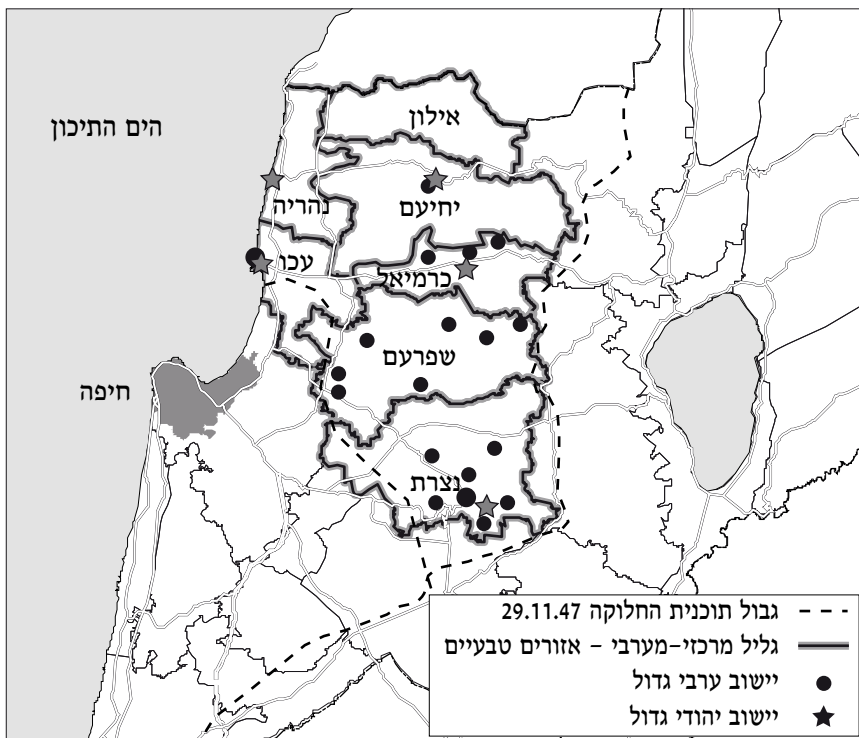 הים התיכון
אילון
נהריה
יחיעם
עכו
כרמיאל
שפרעם
חיפה
נצרת
גבול תוכנית החלוקה 29.11.47
גליל מרכזי-מערבי - אזורים טבעיים
יישוב ערבי גדול
יישוב יהודי גדול